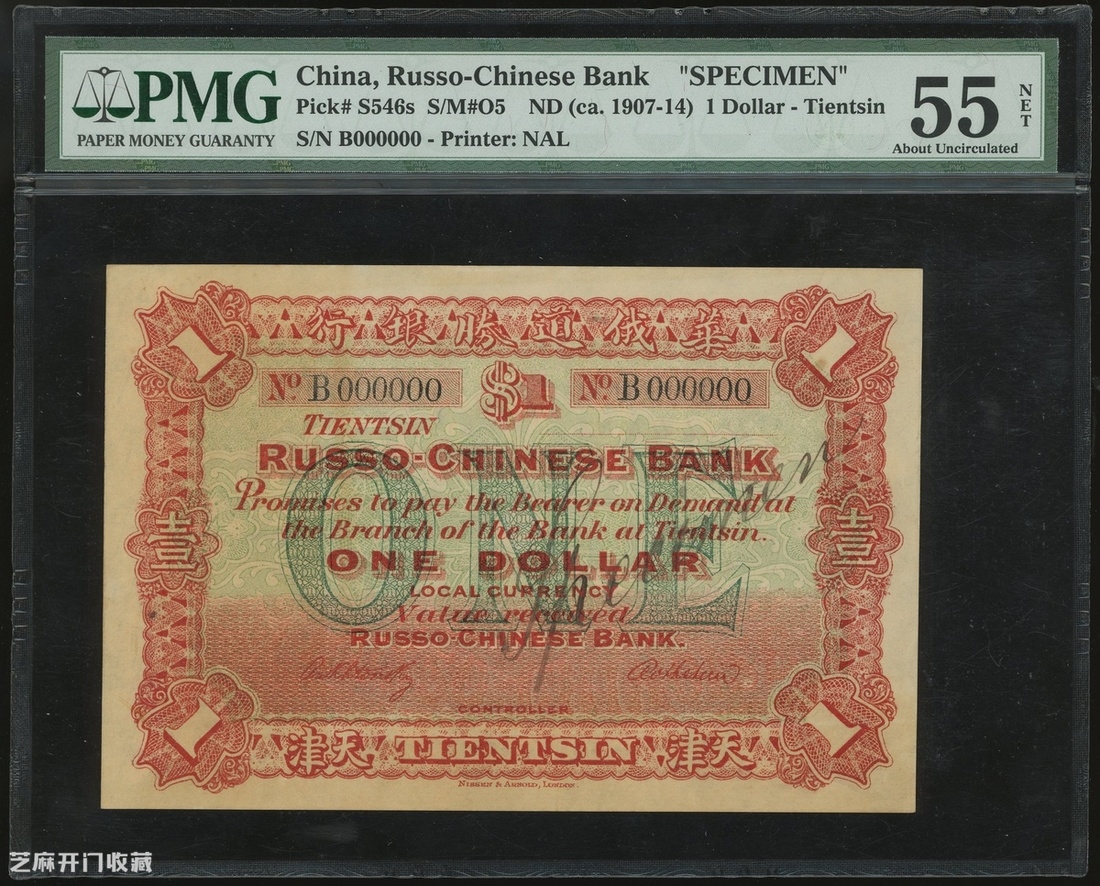 PMG
PAPER MONEY GUARANTY
China, Russo-Chinese Bank "SPECIMEN"
Pick# S546s S/M#O5 ND (ca. 1907-14) 1 Dollar - Tientsin
S/N B000000 - Printer: NAL
55
NET
About Uncirculated
行銀勝道俄華
1
1
Nº B 000000
$1
Nº B 000000
TIENTSIN
RUSSO-CHINESE BANK
Promises to pay the Bearer on Demand at
the Branch of the Bank at Tientsin.
ONE
ONE DOLLAR
LOCAL CURRENCY
Value received
RUSSO-CHINESE BANK.
Specimen
壹
壹
CONTROLLER
1
1
津天 TIENTSIN 津天
NISSEN & ARNOLD, LONDON.
芝麻开门收藏